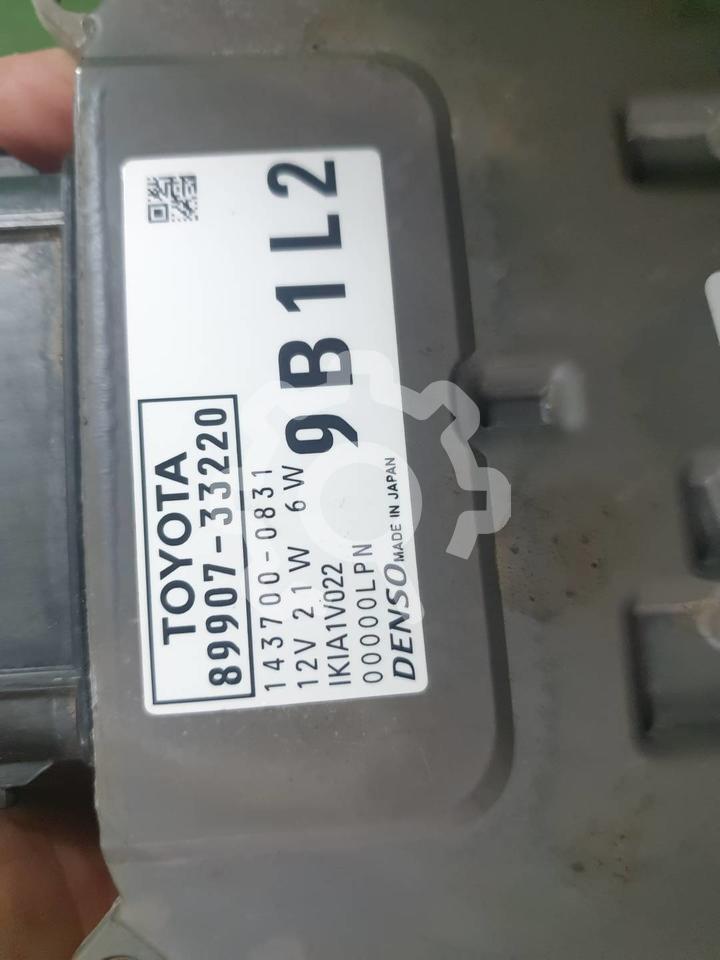 TOYOTA
89907-33220
143700-0831
12V 21W 6W
IKIA1V022
00000LPN
DENSO MADE IN JAPAN
9B1L2